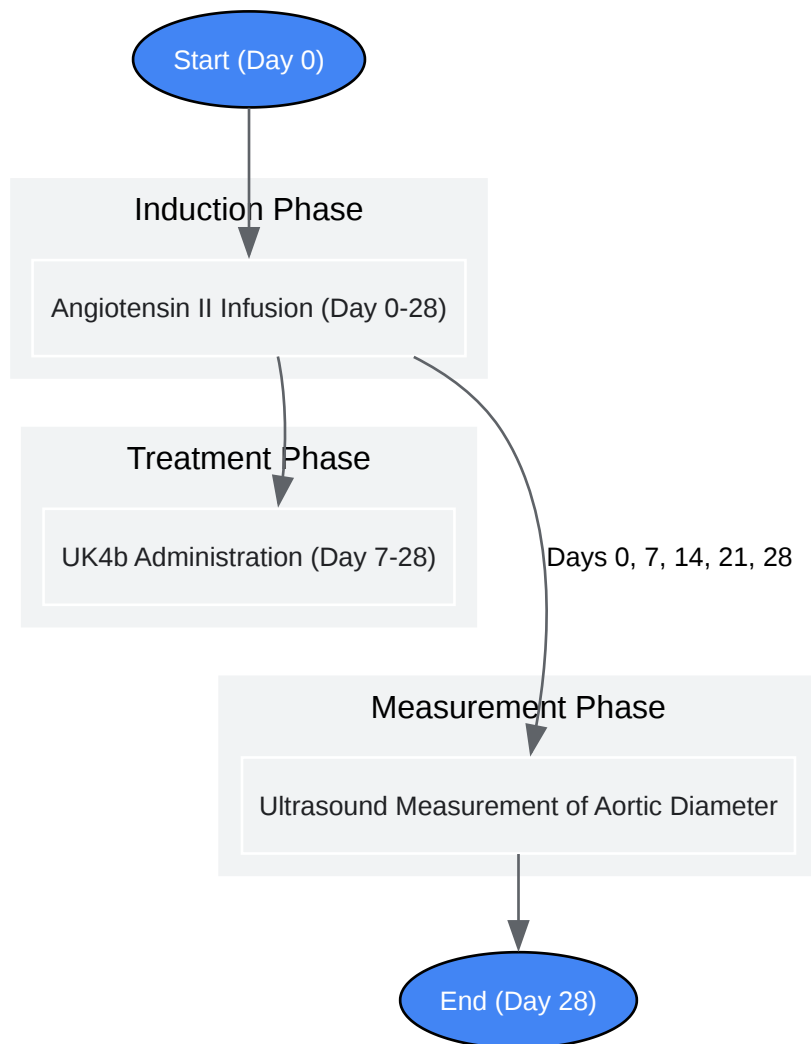 Start (Day 0)
Induction Phase
Angiotensin II Infusion (Day 0-28)
Treatment Phase
UK4b Administration (Day 7-28)
Days 0, 7, 14, 21, 28
Measurement Phase
Ultrasound Measurement of Aortic Diameter
End (Day 28)